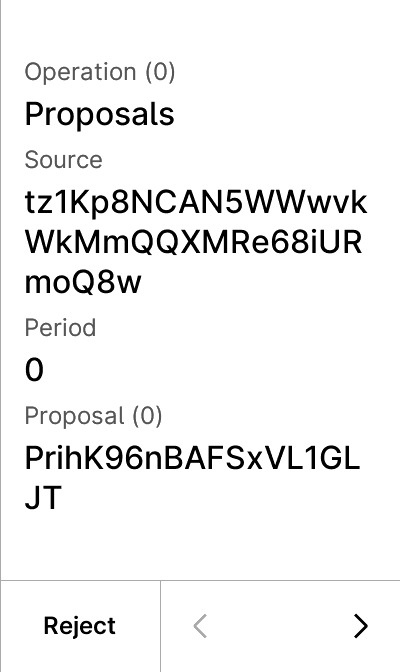 Operation (0)
Proposals
Source
tz1Kp8NCAN5WWwvk
WkMmQQXMRe68iUR
moQ8w
Period
0
Proposal (0)
PrihK96nBAFSxVL1GL
JT
Reject